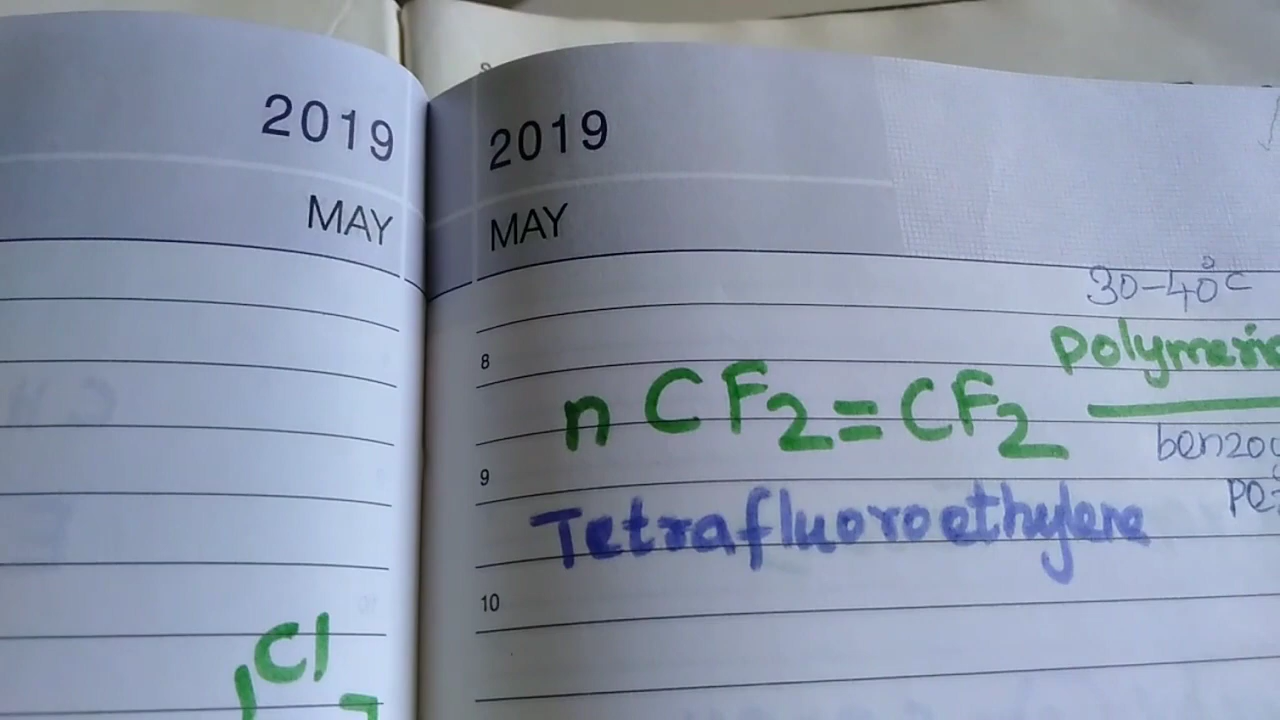 2019
MAY
Cl
2019
MAY
30-40°C
8
n CF2=CF2
9
Tetrafluoroethylene
10